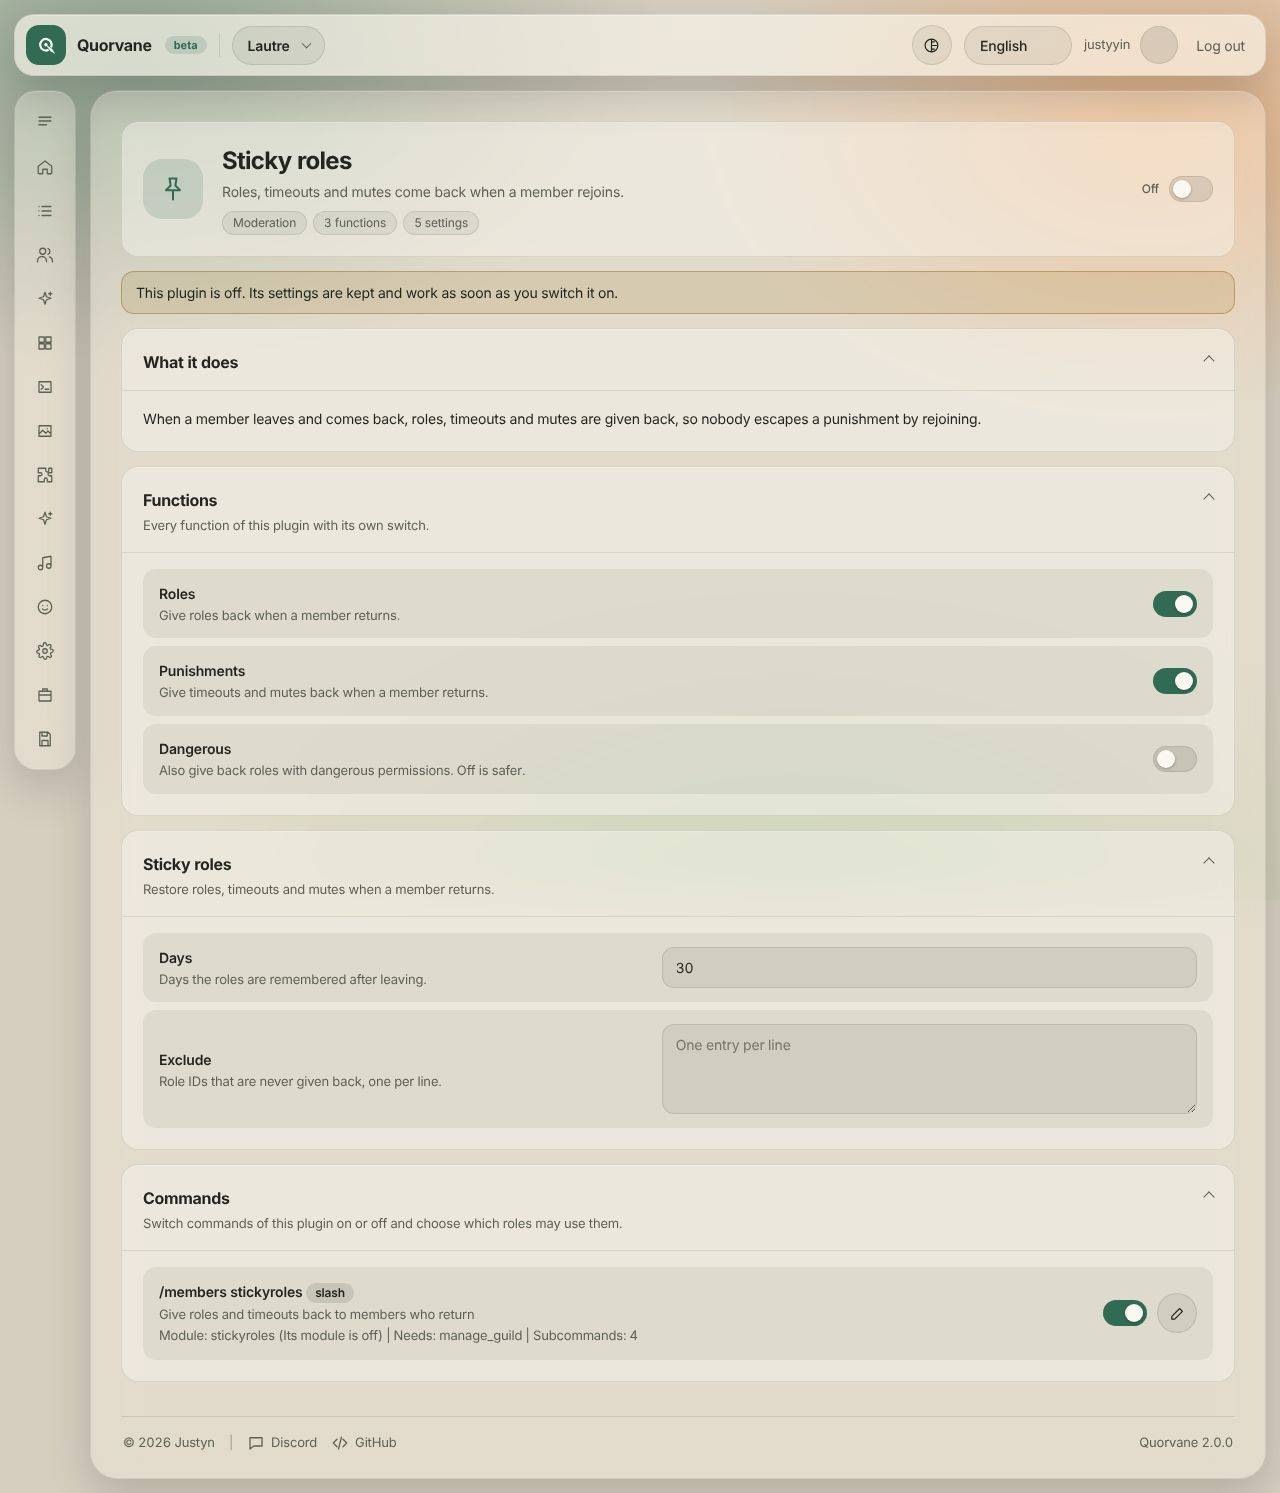 Quorvane beta Lautre English justyyin Log out
Sticky roles
Roles, timeouts and mutes come back when a member rejoins.
Off
Moderation 3 functions 5 settings
This plugin is off. Its settings are kept and work as soon as you switch it on.
What it does
When a member leaves and comes back, roles, timeouts and mutes are given back, so nobody escapes a punishment by rejoining.
Functions
Every function of this plugin with its own switch.
Roles
Give roles back when a member returns.
Punishments
Give timeouts and mutes back when a member returns.
Dangerous
Also give back roles with dangerous permissions. Off is safer.
Sticky roles
Restore roles, timeouts and mutes when a member returns.
Days
Days the roles are remembered after leaving.
30
Exclude
Role IDs that are never given back, one per line.
One entry per line
Commands
Switch commands of this plugin on or off and choose which roles may use them.
/members stickyroles slash
Give roles and timeouts back to members who return
Module: stickyroles (Its module is off) | Needs: manage_guild | Subcommands: 4
© 2026 Justyn | Discord GitHub Quorvane 2.0.0